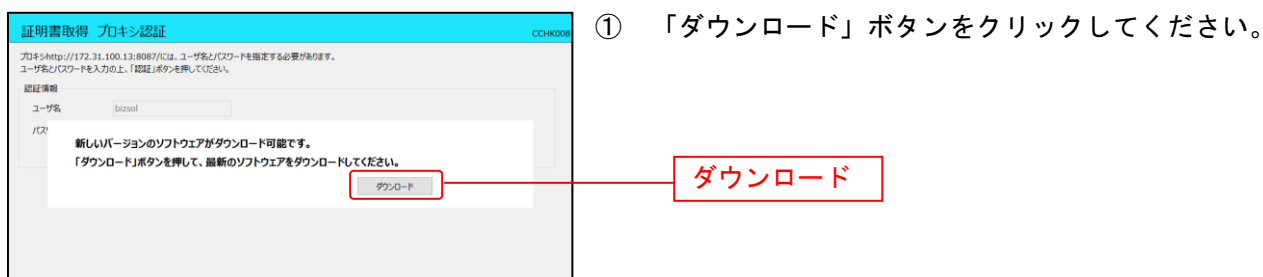 証明書取得 プロキシ認証
CCHK008
プロキシhttp://172.31.100.13:8087/には、ユーザ名とパスワードを指定する必要があります。
ユーザ名とパスワードを入力の上、「認証」ボタンを押してください。
認証情報
ユーザ名
bizsol
パスワ
新しいバージョンのソフトウェアがダウンロード可能です。
「ダウンロード」ボタンを押して、最新のソフトウェアをダウンロードしてください。
ダウンロード
① 「ダウンロード」ボタンをクリックしてください。
ダウンロード